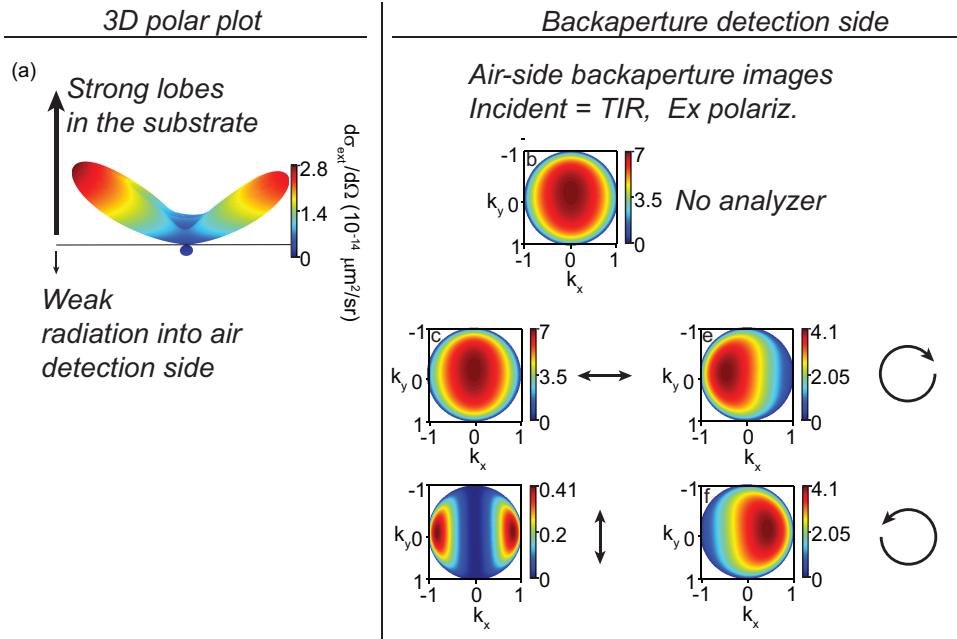 3D polar plot
Backaperture detection side
(a)
Strong lobes
in the substrate
dσext/dΩ (10-14 μm2/sr)
2.8
1.4
0
Weak
radiation into air
detection side
Air-side backaperture images
Incident = TIR, Ex polariz.
b
-1
ky 0
1
-1 0 1
kx
7
3.5
0
No analyzer
c
-1
ky 0
1
-1 0 1
kx
7
3.5
0
e
-1
ky 0
1
-1 0 1
kx
4.1
2.05
0
-1
ky 0
1
-1 0 1
kx
0.41
0.2
0
f
-1
ky 0
1
-1 0 1
kx
4.1
2.05
0